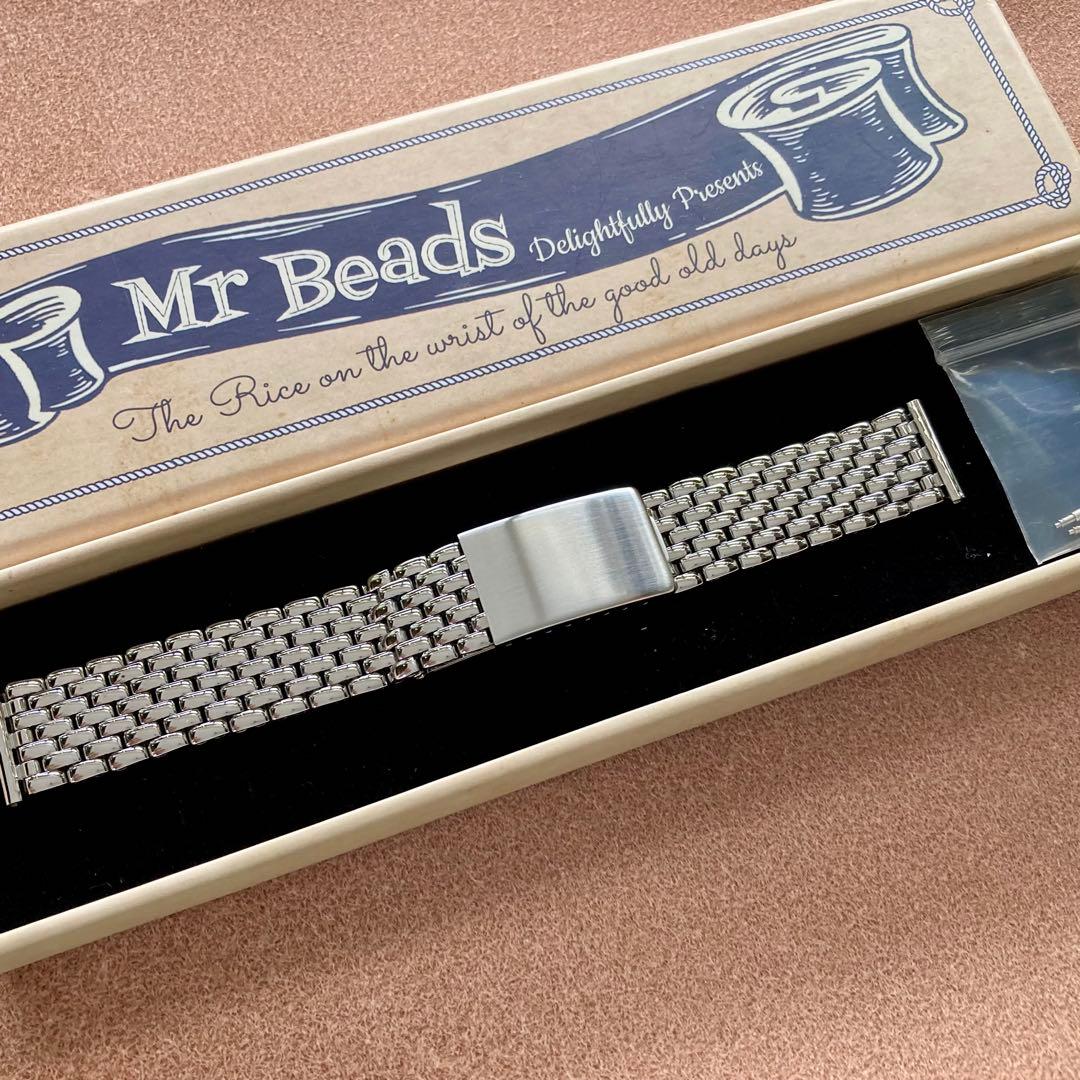 Mr Beads Delightfully Presents
The Rice on the wrist of the good old days